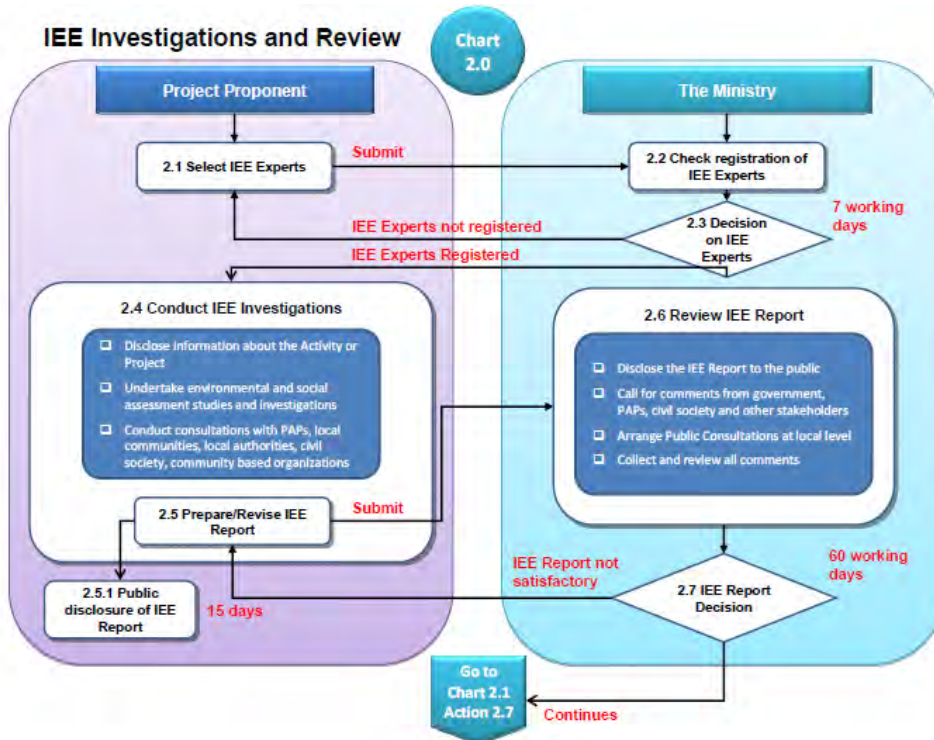 IEE Investigations and Review
Chart
2.0
Project Proponent
The Ministry
2.1 Select IEE Experts
Submit
2.2 Check registration of
IEE Experts
IEE Experts not registered
2.3 Decision
on IEE
Experts
7 working
days
IEE Experts Registered
2.4 Conduct IEE Investigations
Disclose information about the Activity or
Project
Undertake environmental and social
assessment studies and investigations
Conduct consultations with PAPs, local
communities, local authorities, civil
society, community based organizations
2.6 Review IEE Report
Disclose the IEE Report to the public
Call for comments from government,
PAPs, civil society and other stakeholders
Arrange Public Consultations at local level
Collect and review all comments
2.5 Prepare/Revise IEE
Report
Submit
2.5.1 Public
disclosure of IEE
Report
15 days
IEE Report not
satisfactory
2.7 IEE Report
Decision
60 working
days
Go to
Chart 2.1
Action 2.7
Continues